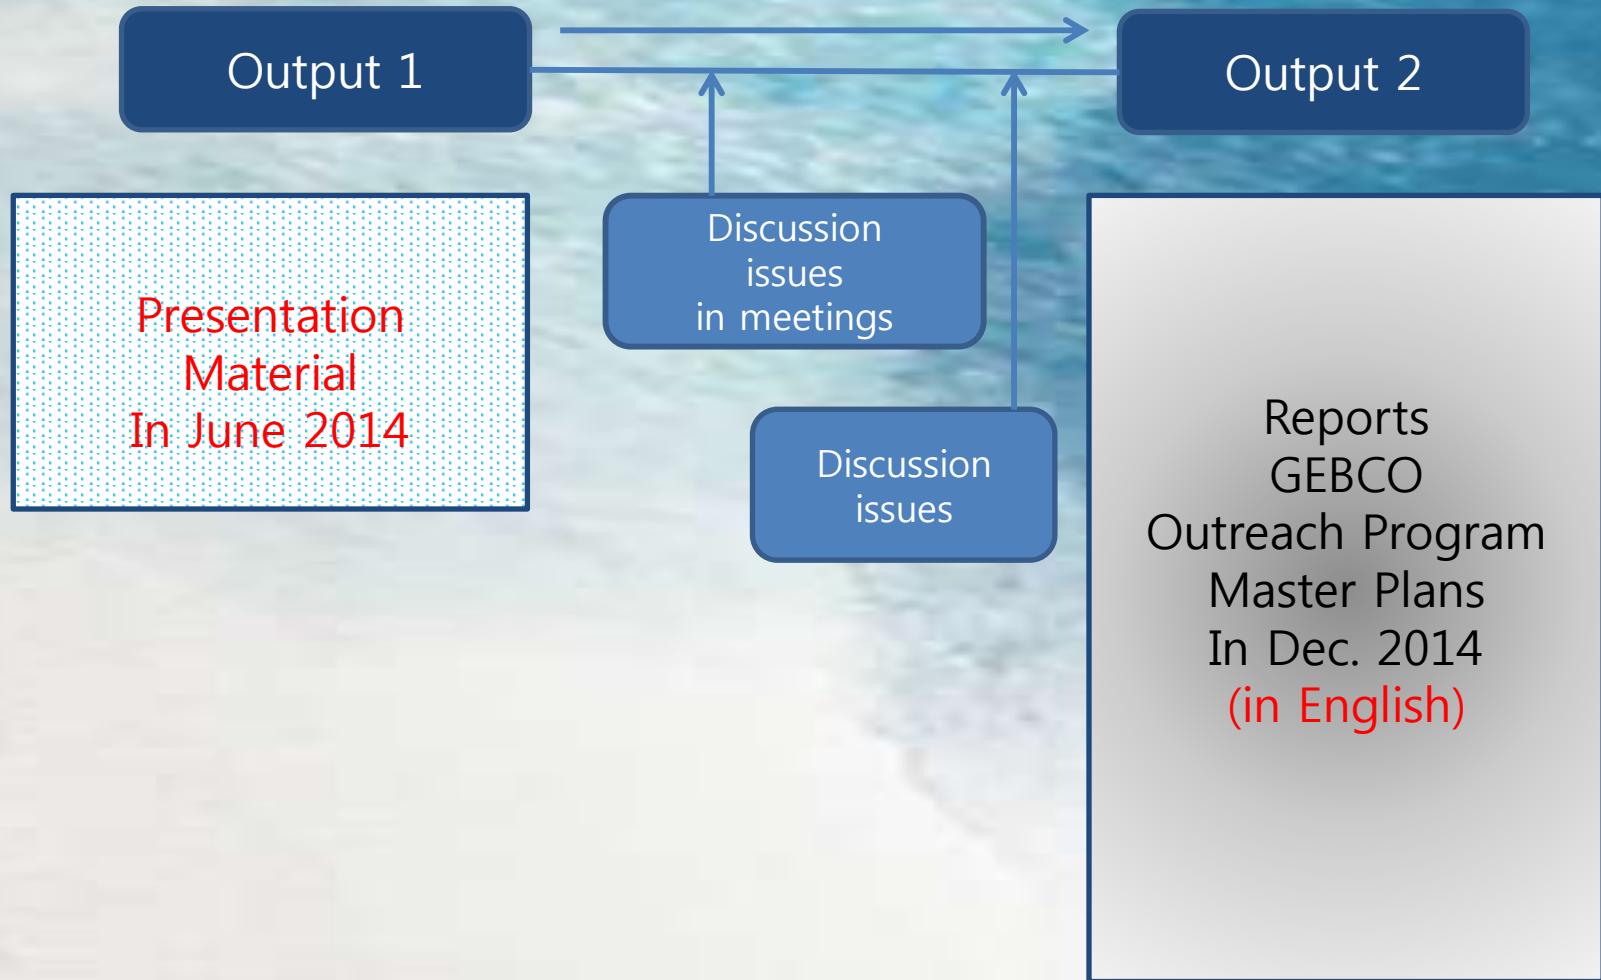 Output 1
Output 2
Presentation
Material
In June 2014
Discussion
issues
in meetings
Discussion
issues
Reports
GEBCO
Outreach Program
Master Plans
In Dec. 2014
(in English)